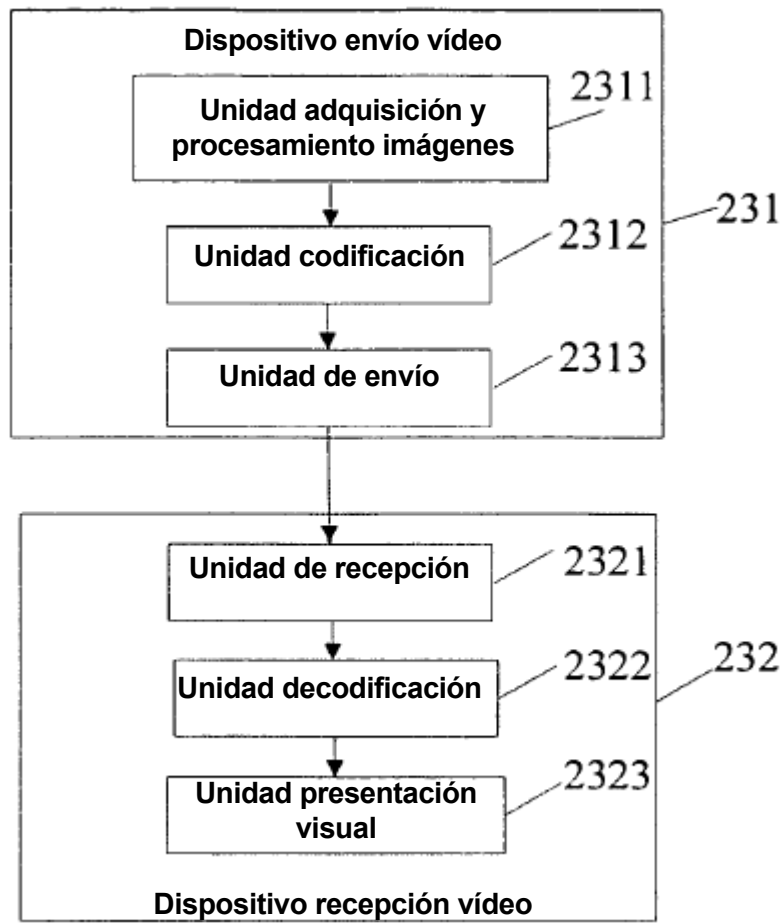 Dispositivo envío vídeo
Unidad adquisición y
procesamiento imágenes
2311
Unidad codificación
2312
231
Unidad de envío
2313
Unidad de recepción
2321
Unidad decodificación
2322
232
Unidad presentación
visual
2323
Dispositivo recepción vídeo